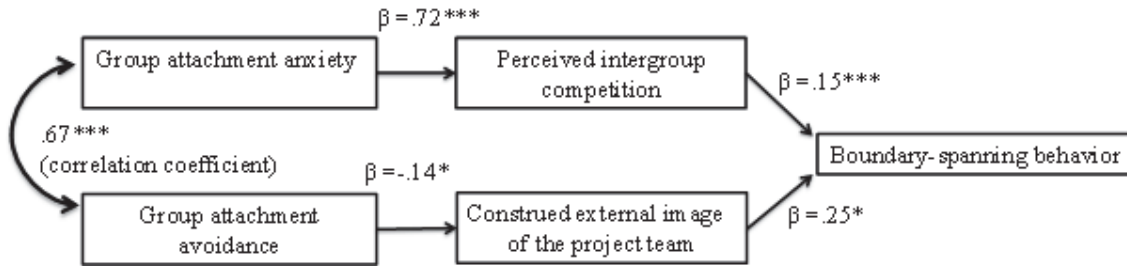 β = .72***
Group attachment anxiety
Perceived intergroup
competition
β = .15***
.67***
(correlation coefficient)
Boundary-spanning behavior
β = -.14*
Group attachment
avoidance
Construed external image
of the project team
β = .25*